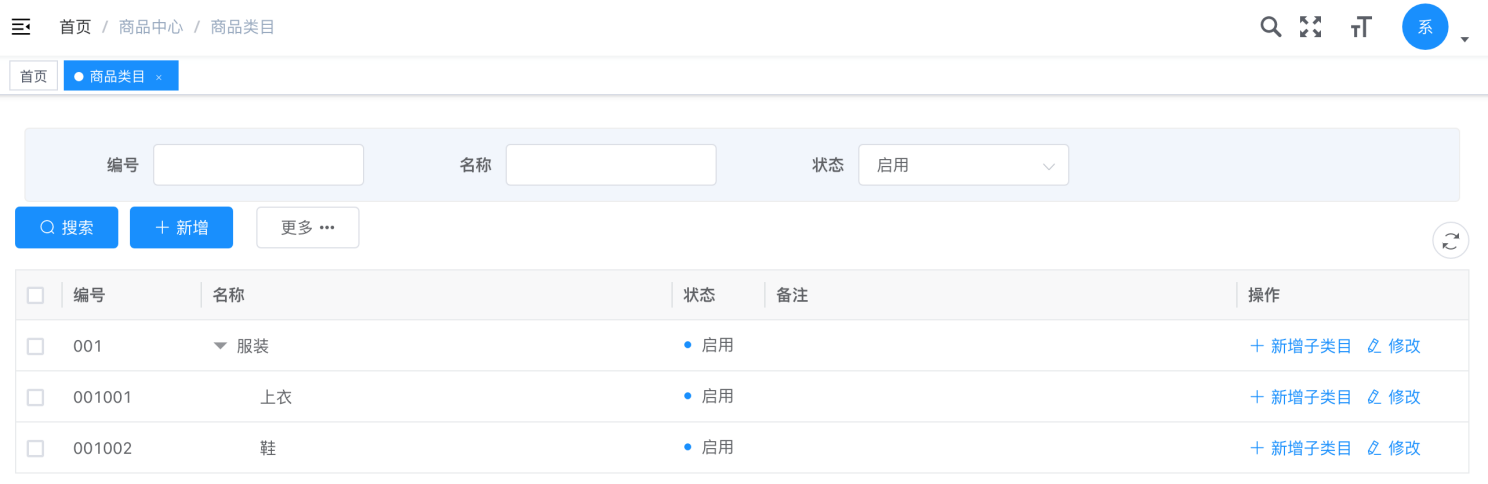 首页 / 商品中心 / 商品类目 系
首页 商品类目 ×
编号 名称 状态 启用
搜索 + 新增 更多 •••
编号 名称 状态 备注 操作
001 服装 启用 + 新增子类目 修改
001001 上衣 启用 + 新增子类目 修改
001002 鞋 启用 + 新增子类目 修改